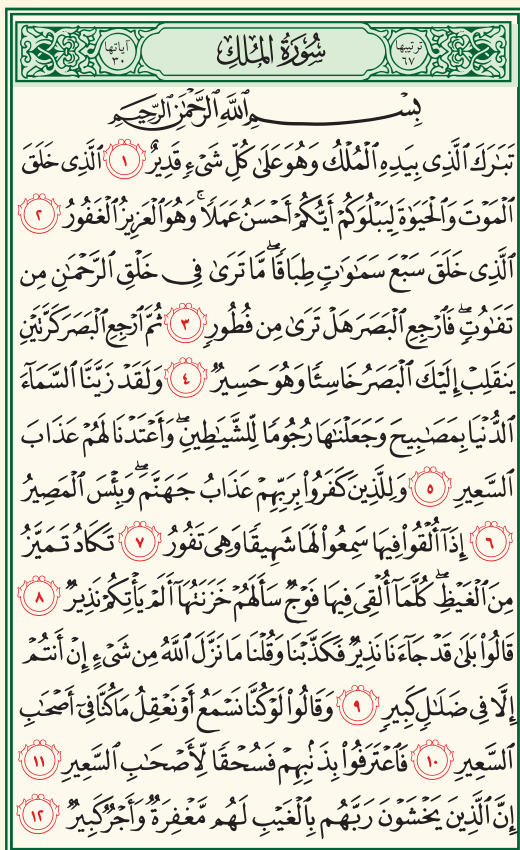 ترتيبها ٦٧ سُورَةُ المُلْكِ آياتها ٣٠
بِسْمِ ٱللَّهِ ٱلرَّحْمَٰنِ ٱلرَّحِيمِ
تَبَٰرَكَ ٱلَّذِى بِيَدِهِ ٱلْمُلْكُ وَهُوَ عَلَىٰ كُلِّ شَىْءٍ قَدِيرٌ ١ ٱلَّذِى خَلَقَ
ٱلْمَوْتَ وَٱلْحَيَوٰةَ لِيَبْلُوَكُمْ أَيُّكُمْ أَحْسَنُ عَمَلًا ۚ وَهُوَ ٱلْعَزِيزُ ٱلْغَفُورُ ٢
ٱلَّذِى خَلَقَ سَبْعَ سَمَٰوَٰتٍ طِبَاقًا ۖ مَّا تَرَىٰ فِى خَلْقِ ٱلرَّحْمَٰنِ مِن
تَفَٰوُتٍ ۖ فَٱرْجِعِ ٱلْبَصَرَ هَلْ تَرَىٰ مِن فُطُورٍ ٣ ثُمَّ ٱرْجِعِ ٱلْبَصَرَ كَرَّتَيْنِ
يَنقَلِبْ إِلَيْكَ ٱلْبَصَرُ خَاسِئًا وَهُوَ حَسِيرٌ ٤ وَلَقَدْ زَيَّنَّا ٱلسَّمَآءَ
ٱلدُّنْيَا بِمَصَٰبِيحَ وَجَعَلْنَٰهَا رُجُومًا لِّلشَّيَٰطِينِ ۖ وَأَعْتَدْنَا لَهُمْ عَذَابَ
ٱلسَّعِيرِ ٥ وَلِلَّذِينَ كَفَرُوا۟ بِرَبِّهِمْ عَذَابُ جَهَنَّمَ ۖ وَبِئْسَ ٱلْمَصِيرُ
٦ إِذَآ أُلْقُوا۟ فِيهَا سَمِعُوا۟ لَهَا شَهِيقًا وَهِىَ تَفُورُ ٧ تَكَادُ تَمَيَّزُ
مِنَ ٱلْغَيْظِ ۖ كُلَّمَآ أُلْقِىَ فِيهَا فَوْجٌ سَأَلَهُمْ خَزَنَتُهَآ أَلَمْ يَأْتِكُمْ نَذِيرٌ ٨
قَالُوا۟ بَلَىٰ قَدْ جَآءَنَا نَذِيرٌ فَكَذَّبْنَا وَقُلْنَا مَا نَزَّلَ ٱللَّهُ مِن شَىْءٍ إِنْ أَنتُمْ
إِلَّا فِى ضَلَٰلٍ كَبِيرٍ ٩ وَقَالُوا۟ لَوْ كُنَّا نَسْمَعُ أَوْ نَعْقِلُ مَا كُنَّا فِىٓ أَصْحَٰبِ
ٱلسَّعِيرِ ١٠ فَٱعْتَرَفُوا۟ بِذَنۢبِهِمْ فَسُحْقًا لِّأَصْحَٰبِ ٱلسَّعِيرِ ١١
إِنَّ ٱلَّذِينَ يَخْشَوْنَ رَبَّهُم بِٱلْغَيْبِ لَهُم مَّغْفِرَةٌ وَأَجْرٌ كَبِيرٌ ١٢